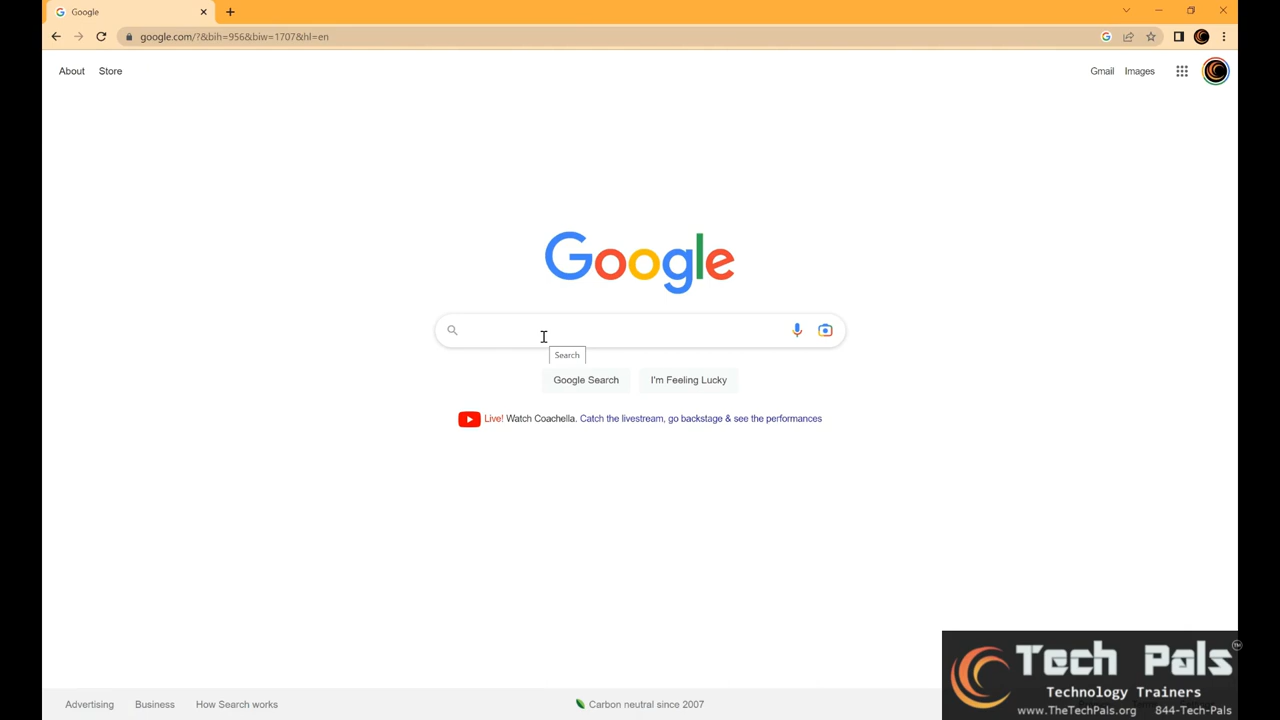 Google
google.com/?&bih=956&biw=1707&hl=en
About Store Gmail Images
Google
Search
Google Search I'm Feeling Lucky
Live! Watch Coachella. Catch the livestream, go backstage & see the performances
Advertising Business How Search works Carbon neutral since 2007
Tech Pals TM
Technology Trainers
www.TheTechPals.org 844-Tech-Pals